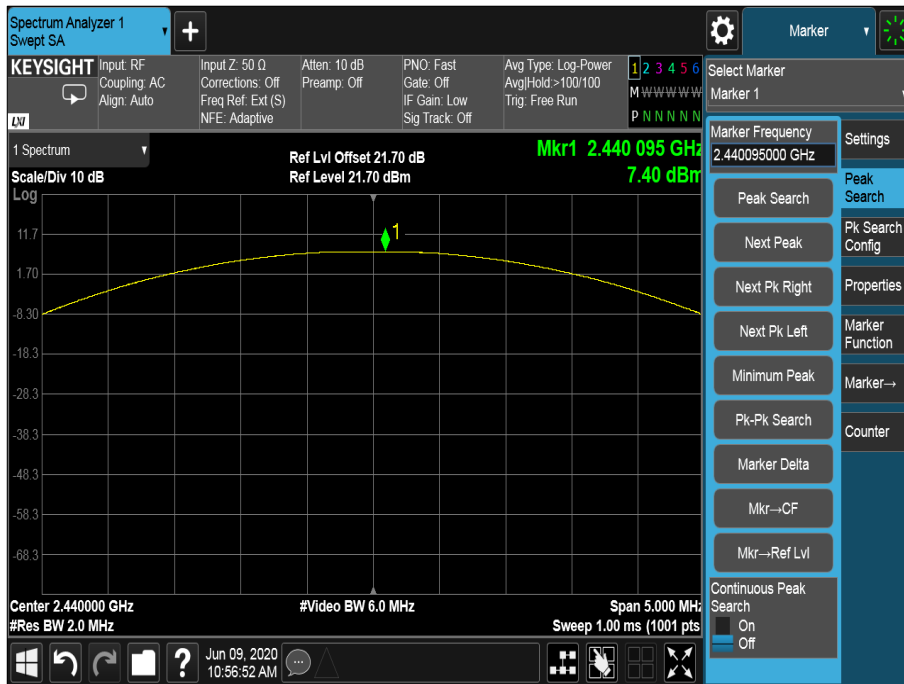 Spectrum Analyzer 1
Swept SA
+
Marker
KEYSIGHT
LXI
Input: RF
Coupling: AC
Align: Auto
Input Z: 50 Ω
Corrections: Off
Freq Ref: Ext (S)
NFE: Adaptive
Atten: 10 dB
Preamp: Off
PNO: Fast
Gate: Off
IF Gain: Low
Sig Track: Off
Avg Type: Log-Power
Avg|Hold:>100/100
Trig: Free Run
1 2 3 4 5 6
M W W W W W
P N N N N N
Select Marker
Marker 1
1 Spectrum
Scale/Div 10 dB
Log
Ref Lvl Offset 21.70 dB
Ref Level 21.70 dBm
Mkr1 2.440 095 GHz
7.40 dBm
1
11.7
1.70
-8.30
-18.3
-28.3
-38.3
-48.3
-58.3
-68.3
Center 2.440000 GHz
#Res BW 2.0 MHz
#Video BW 6.0 MHz
Span 5.000 MHz
Sweep 1.00 ms (1001 pts
Marker Frequency
2.440095000 GHz
Peak Search
Next Peak
Next Pk Right
Next Pk Left
Minimum Peak
Pk-Pk Search
Marker Delta
Mkr→CF
Mkr→Ref Lvl
Continuous Peak
Search
On
Off
Settings
Peak
Search
Pk Search
Config
Properties
Marker
Function
Marker→
Counter
?
Jun 09, 2020
10:56:52 AM